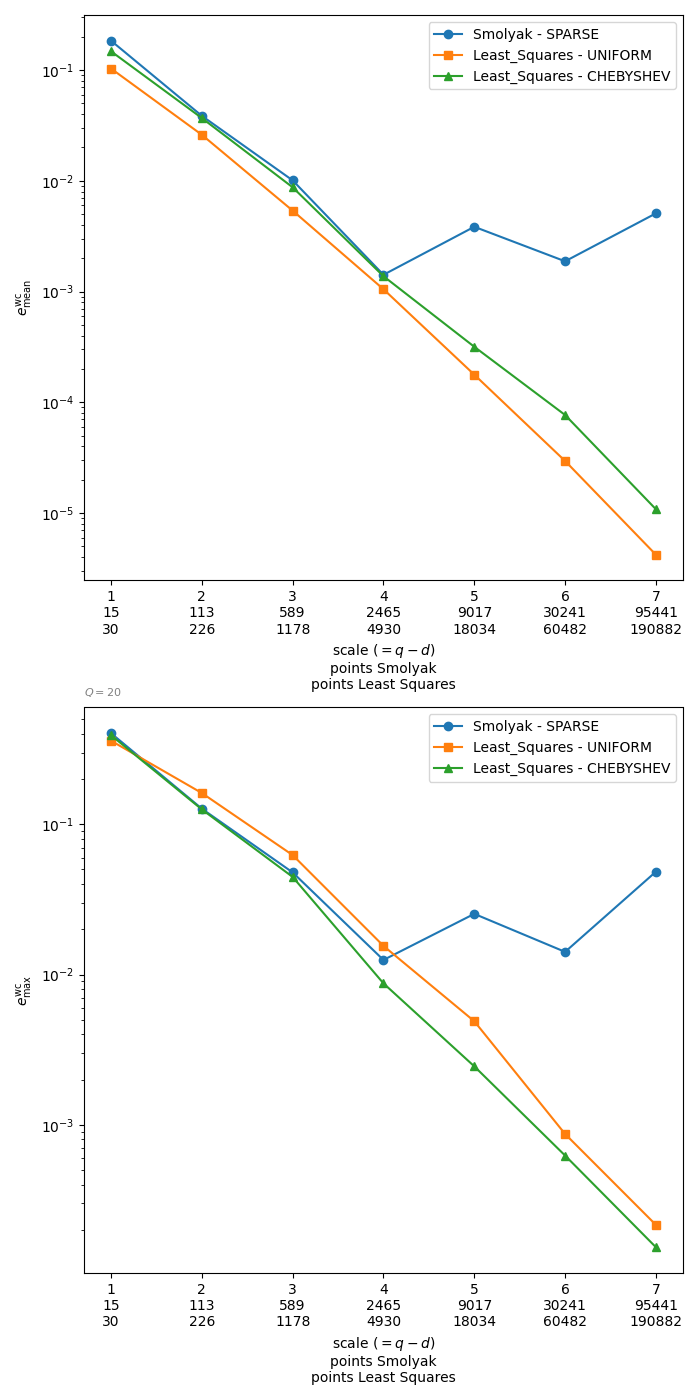 Smolyak - SPARSE
Least_Squares - UNIFORM
Least_Squares - CHEBYSHEV
10⁻¹
10⁻²
10⁻³
10⁻⁴
10⁻⁵
e^wc_mean
1 2 3 4 5 6 7
15 113 589 2465 9017 30241 95441
30 226 1178 4930 18034 60482 190882
scale (= q − d)
points Smolyak
points Least Squares
Q = 20
Smolyak - SPARSE
Least_Squares - UNIFORM
Least_Squares - CHEBYSHEV
10⁻¹
10⁻²
10⁻³
e^wc_max
1 2 3 4 5 6 7
15 113 589 2465 9017 30241 95441
30 226 1178 4930 18034 60482 190882
scale (= q − d)
points Smolyak
points Least Squares